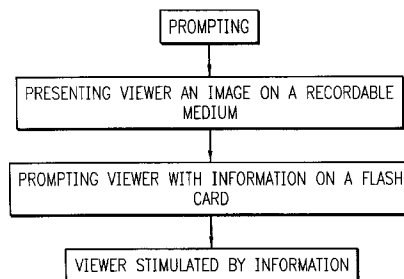 PROMPTING
PRESENTING VIEWER AN IMAGE ON A RECORDABLE
MEDIUM
PROMPTING VIEWER WITH INFORMATION ON A FLASH
CARD
VIEWER STIMULATED BY INFORMATION